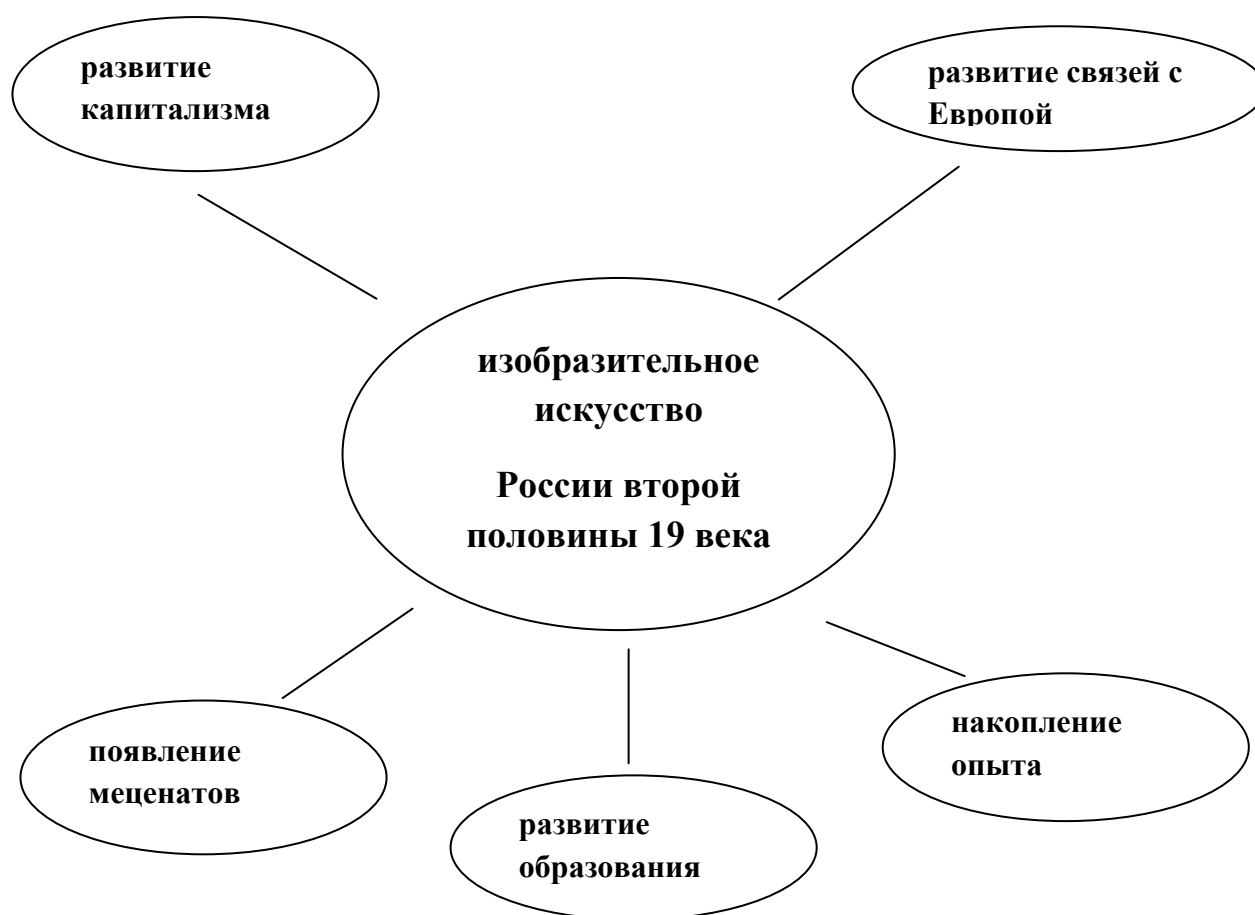 развитие
капитализма
развитие связей с
Европой
изобразительное
искусство
России второй
половины 19 века
появление
меценатов
развитие
образования
накопление
опыта